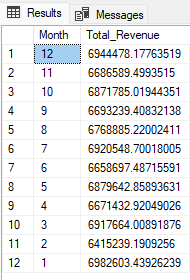 Results Messages
Month Total_Revenue
1 12 6944478.17763519
2 11 6686589.4993515
3 10 6871785.01944351
4 9 6693239.40832138
5 8 6768885.22002411
6 7 6920548.70018005
7 6 6658697.48715591
8 5 6879642.85893631
9 4 6671432.92049026
10 3 6917664.00891876
11 2 6415239.1909256
12 1 6982603.43926239